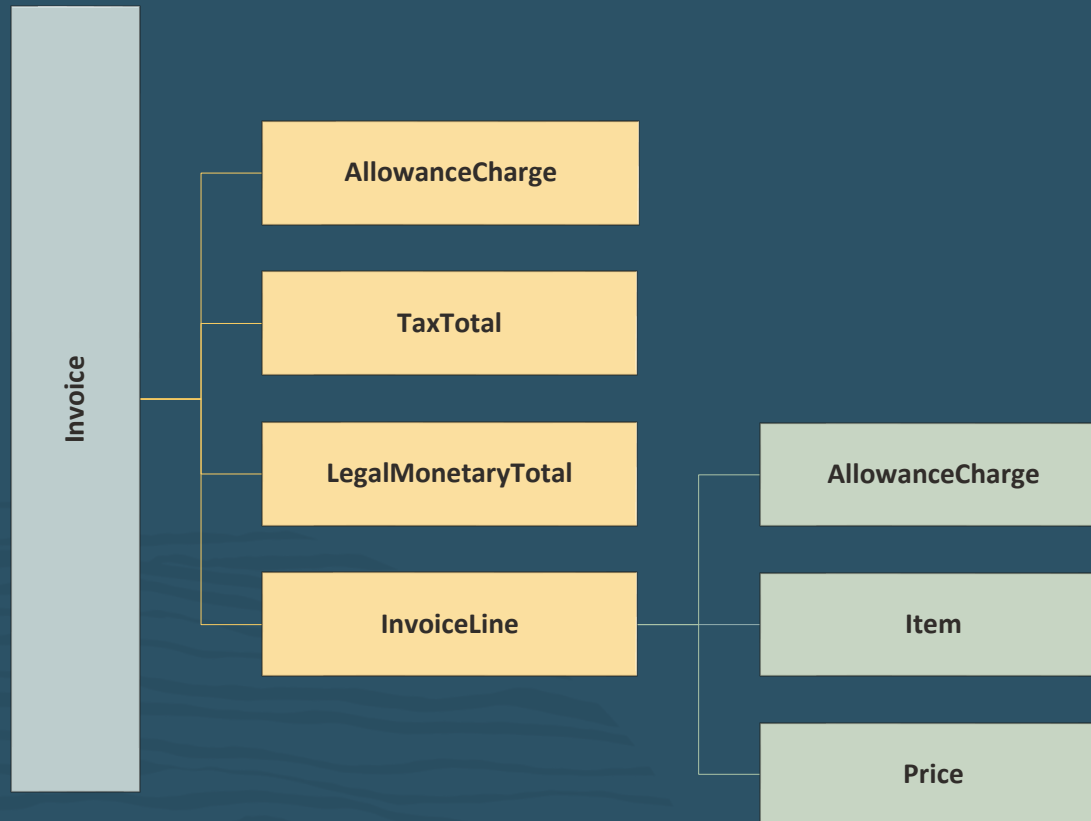 Invoice
AllowanceCharge
TaxTotal
LegalMonetaryTotal
InvoiceLine
AllowanceCharge
Item
Price